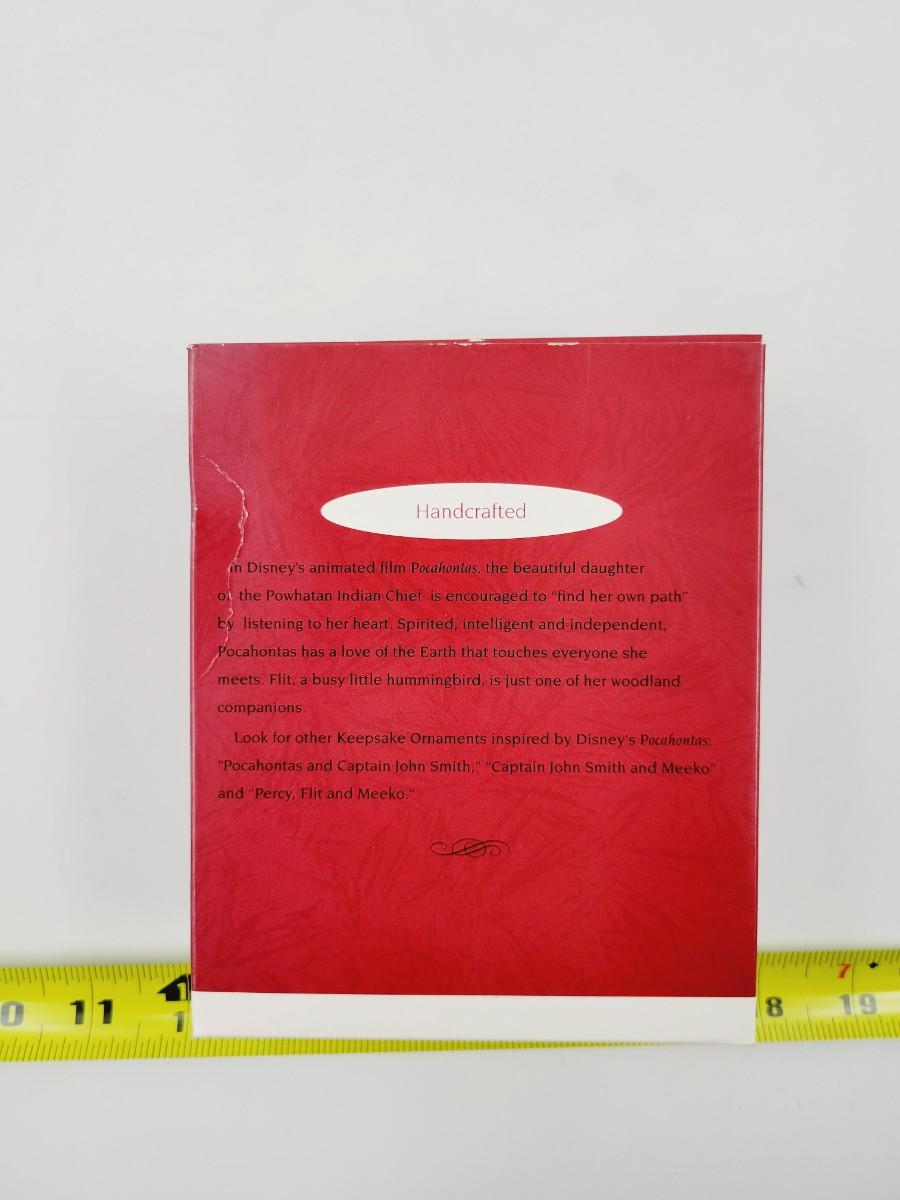 Handcrafted
In Disney's animated film Pocahontas, the beautiful daughter
of the Powhatan Indian Chief is encouraged to "find her own path"
by listening to her heart. Spirited, intelligent and independent,
Pocahontas has a love of the Earth that touches everyone she
meets. Flit, a busy little hummingbird, is just one of her woodland
companions.
Look for other Keepsake Ornaments inspired by Disney's Pocahontas:
"Pocahontas and Captain John Smith," "Captain John Smith and Meeko"
and "Percy, Flit and Meeko."
0 11 1 8 19
7